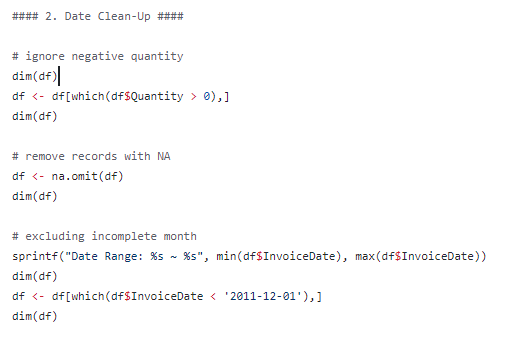 #### 2. Date Clean-Up ####
# ignore negative quantity
dim(df)
df <- df[which(df$Quantity > 0),]
dim(df)
# remove records with NA
df <- na.omit(df)
dim(df)
# excluding incomplete month
sprintf("Date Range: %s ~ %s", min(df$InvoiceDate), max(df$InvoiceDate))
dim(df)
df <- df[which(df$InvoiceDate < '2011-12-01'),]
dim(df)